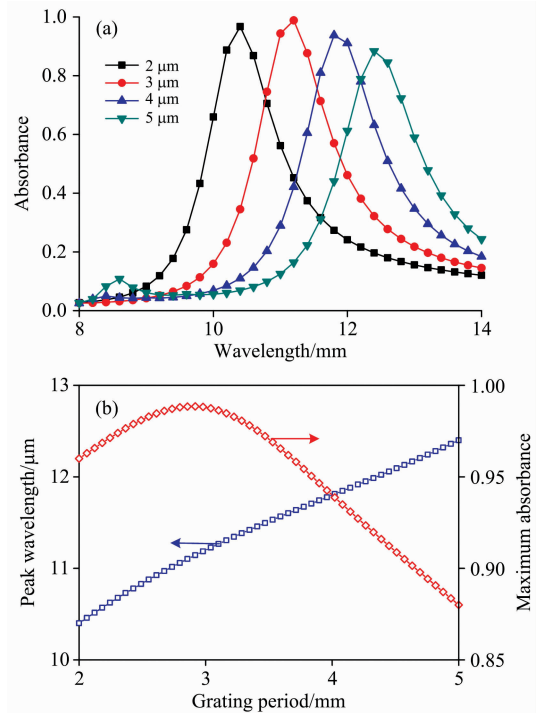 (a)
2 μm
3 μm
4 μm
5 μm
Absorbance
1.0
0.8
0.6
0.4
0.2
0.0
8 10 12 14
Wavelength/mm
(b)
Peak wavelength/μm
13
12
11
10
Maximum absorbance
1.00
0.95
0.90
0.85
2 3 4 5
Grating period/mm